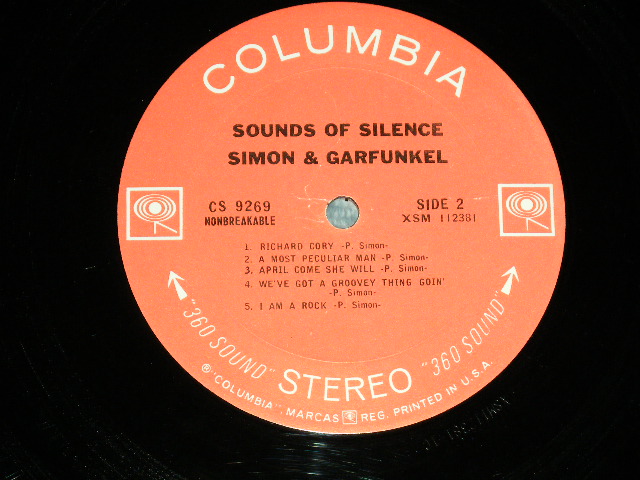 COLUMBIA
SOUNDS OF SILENCE
SIMON & GARFUNKEL
CS 9269
NONBREAKABLE
SIDE 2
XSM 112381
1. RICHARD CORY -P. Simon-
2. A MOST PECULIAR MAN -P. Simon-
3. APRIL COME SHE WILL -P. Simon-
4. WE'VE GOT A GROOVEY THING GOIN'
-P. Simon-
5. I AM A ROCK -P. Simon-
"360 SOUND" STEREO "360 SOUND"
® "COLUMBIA", MARCAS REG. PRINTED IN U.S.A.